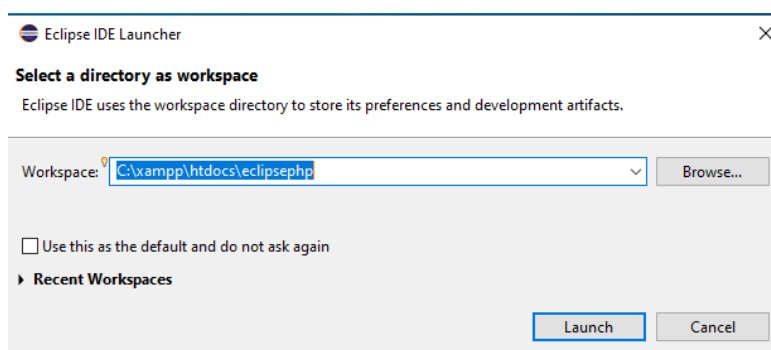 Eclipse IDE Launcher
Select a directory as workspace
Eclipse IDE uses the workspace directory to store its preferences and development artifacts.
Workspace: C:\xampp\htdocs\eclipsephp Browse...
Use this as the default and do not ask again
Recent Workspaces
Launch Cancel